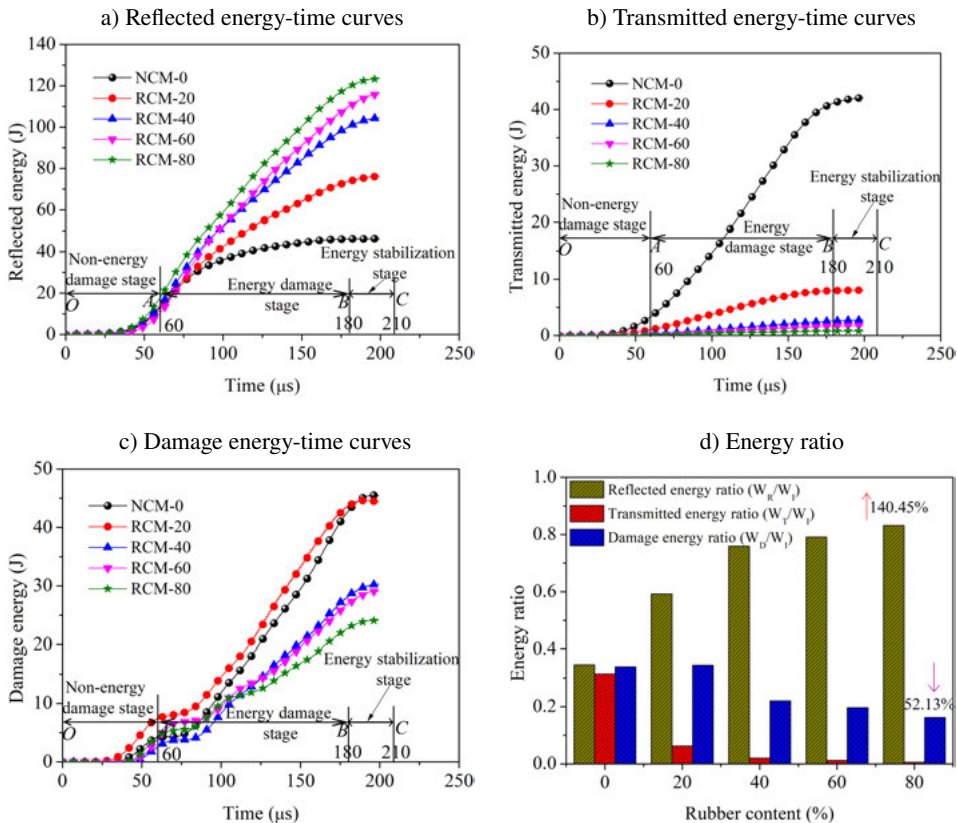 a) Reflected energy-time curves
140
120
100
80
60
40
20
0
Reflected energy (J)
NCM-0
RCM-20
RCM-40
RCM-60
RCM-80
Non-energy
damage stage
O
A
60
Energy damage
stage
Energy stabilization
stage
B
180
C
210
0
50
100
150
200
250
Time (μs)
b) Transmitted energy-time curves
50
40
30
20
10
0
Transmitted energy (J)
NCM-0
RCM-20
RCM-40
RCM-60
RCM-80
Non-energy
damage stage
O
A
60
Energy
damage stage
Energy stabilization
stage
B
180
C
210
0
50
100
150
200
250
Time (μs)
c) Damage energy-time curves
50
40
30
20
10
0
Damage energy (J)
NCM-0
RCM-20
RCM-40
RCM-60
RCM-80
Non-energy
damage stage
O
60
Energy damage
stage
Energy stabilization
stage
B
180
C
210
0
50
100
150
200
250
Time (μs)
d) Energy ratio
1.0
0.8
0.6
0.4
0.2
0.0
Energy ratio
Reflected energy ratio (W_R/W_I)
Transmitted energy ratio (W_T/W_I)
Damage energy ratio (W_D/W_I)
140.45%
52.13%
0
20
40
60
80
Rubber content (%)